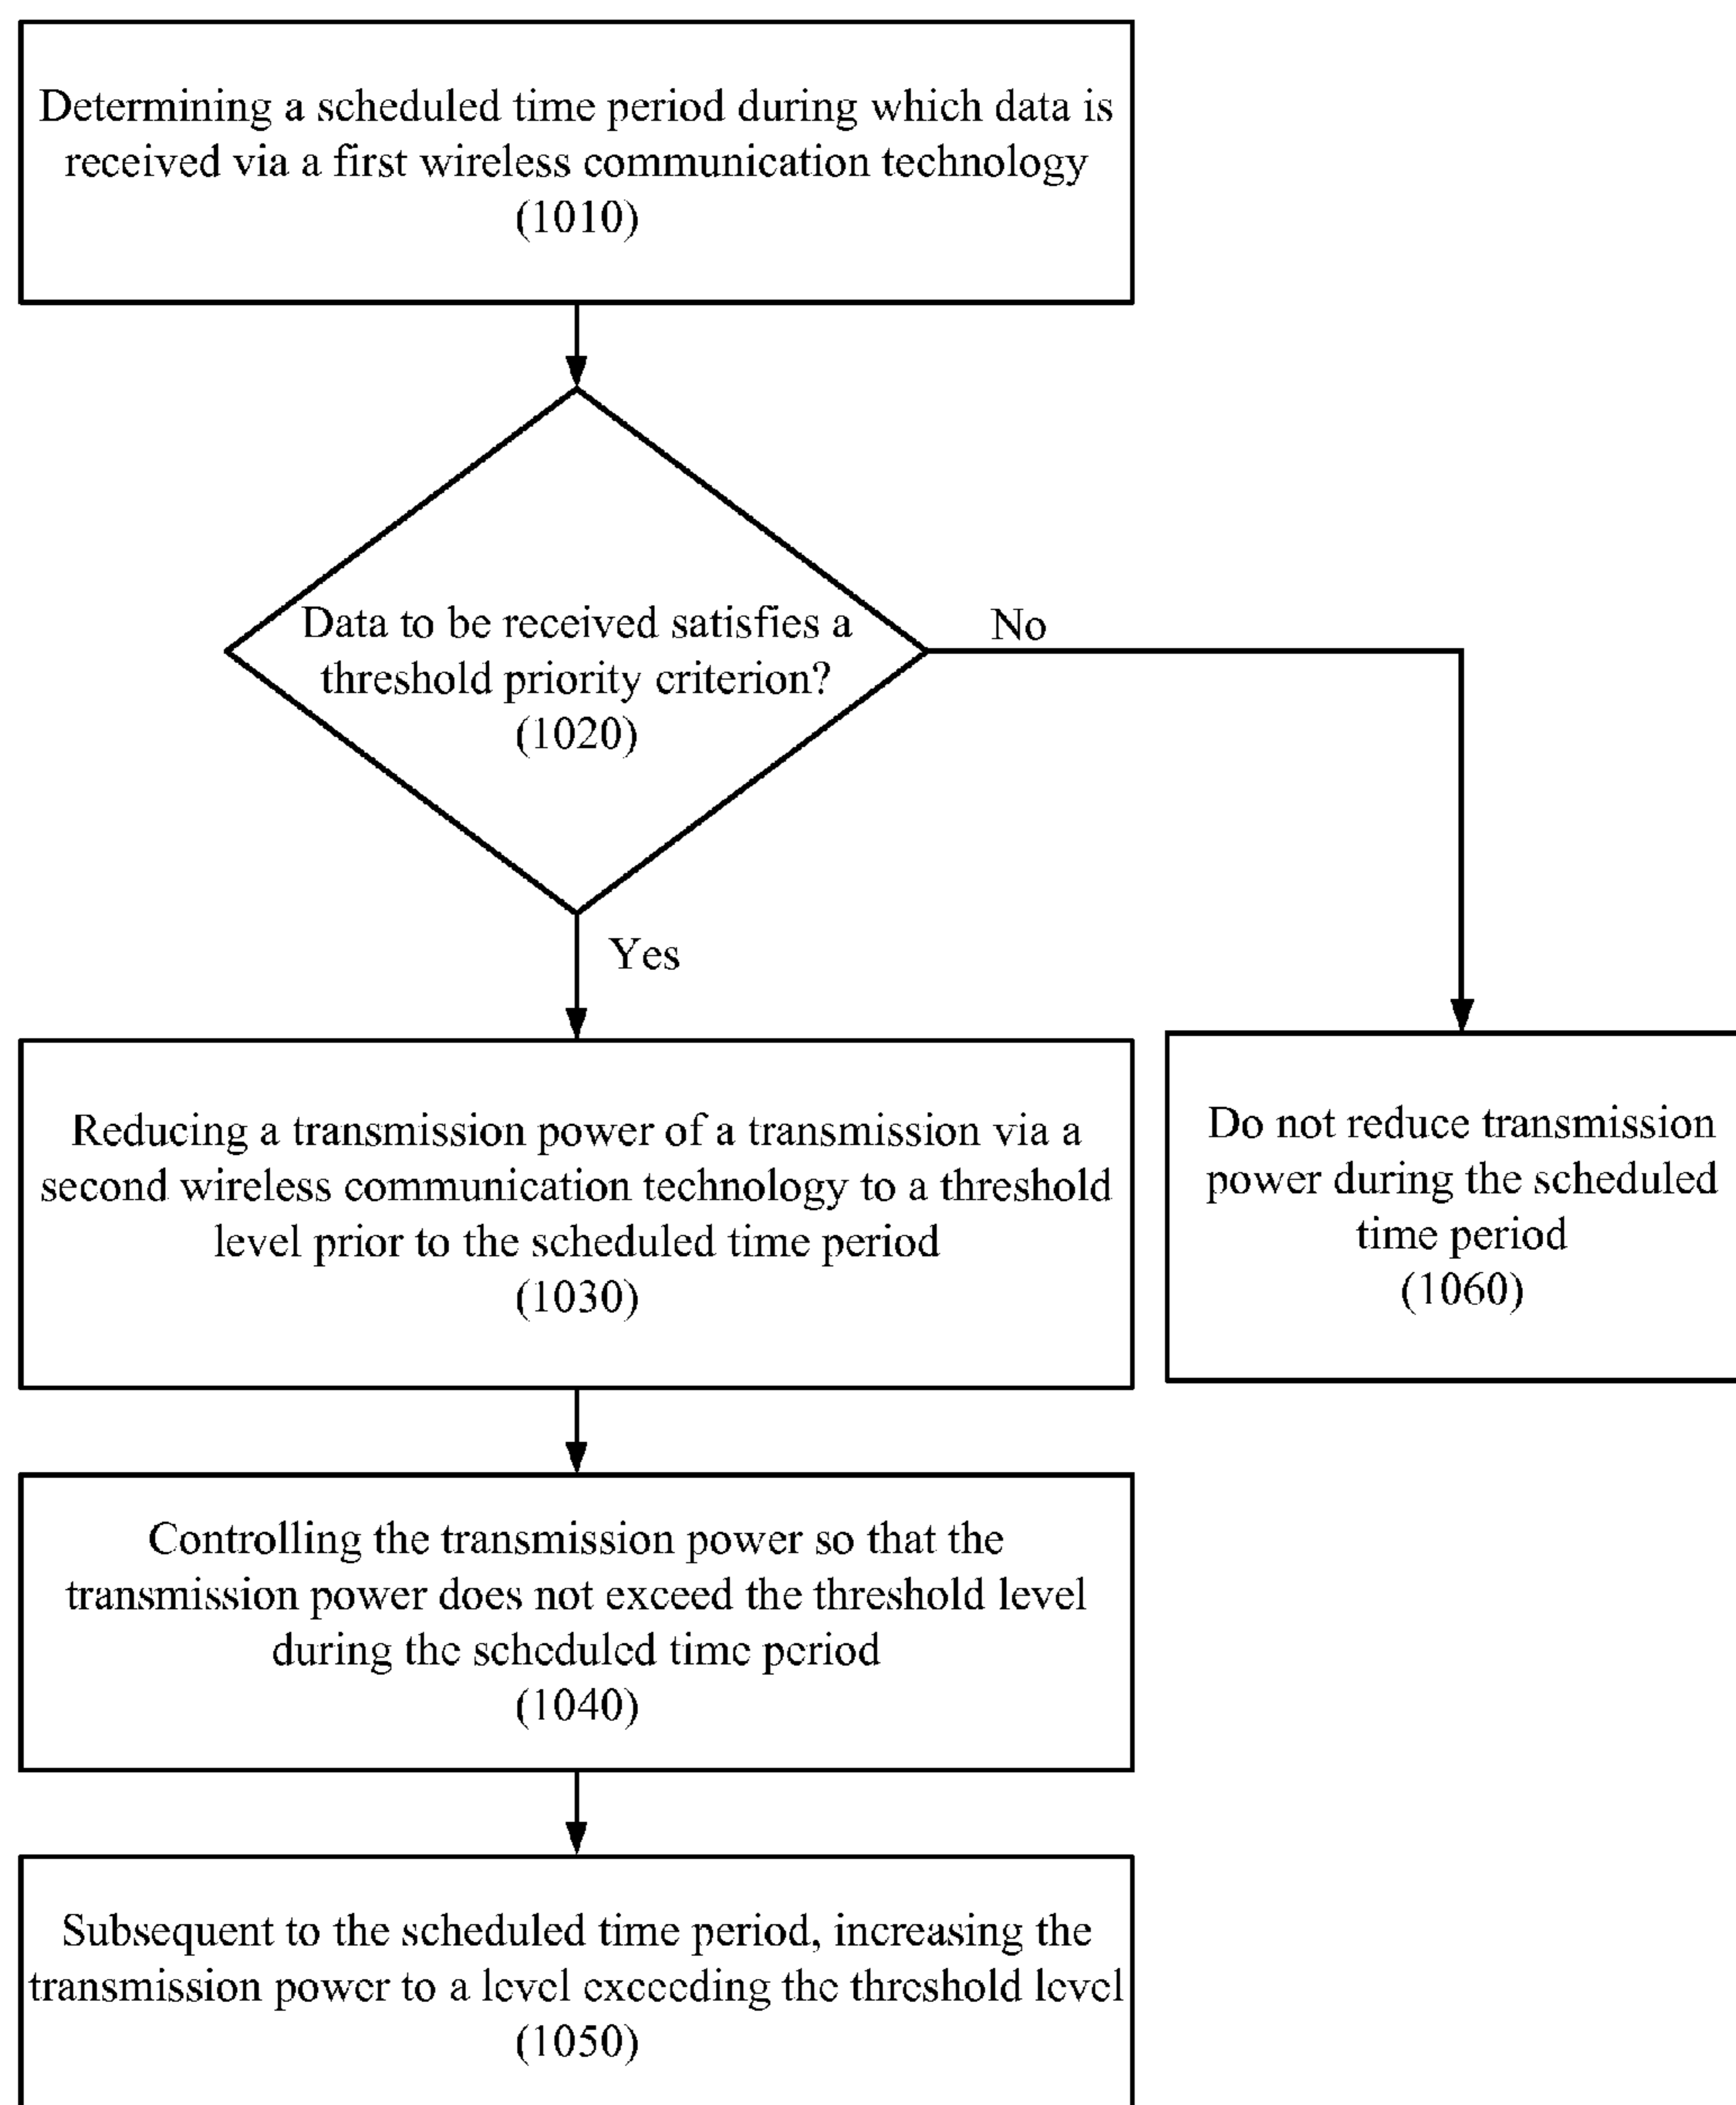 Determining a scheduled time period during which data is
received via a first wireless communication technology
(1010)
Data to be received satisfies a
threshold priority criterion?
(1020)
No
Yes
Reducing a transmission power of a transmission via a
second wireless communication technology to a threshold
level prior to the scheduled time period
(1030)
Do not reduce transmission
power during the scheduled
time period
(1060)
Controlling the transmission power so that the
transmission power does not exceed the threshold level
during the scheduled time period
(1040)
Subsequent to the scheduled time period, increasing the
transmission power to a level exceeding the threshold level
(1050)